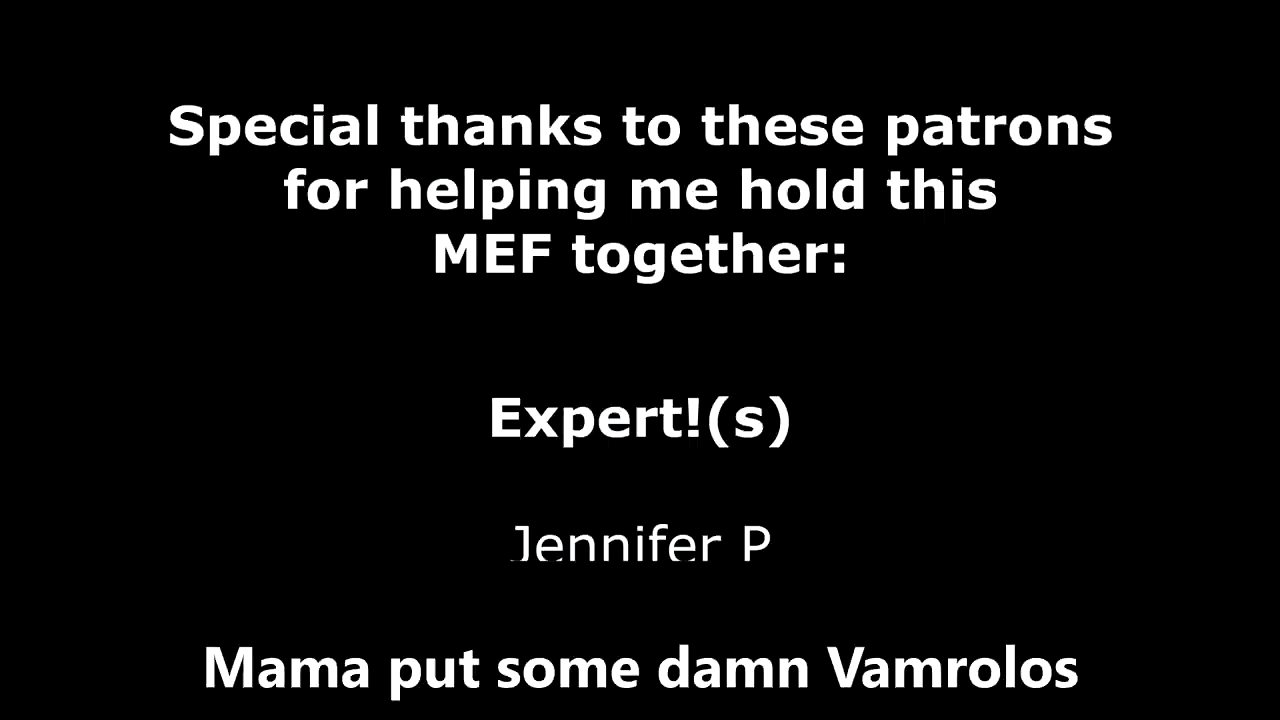 Special thanks to these patrons
for helping me hold this
MEF together:
Expert!(s)
Jennifer P
Mama put some damn Vamrolos